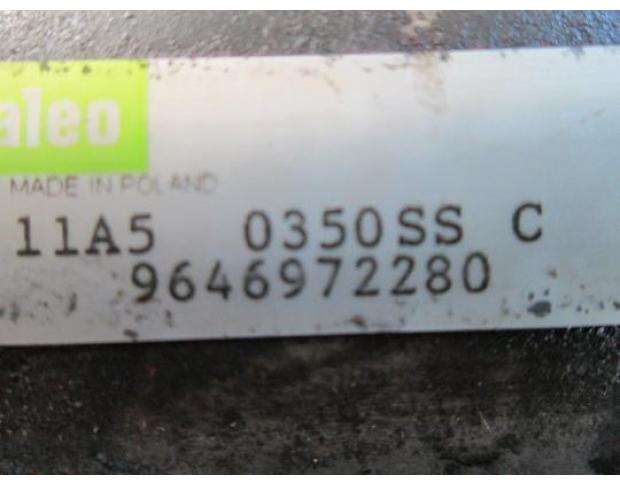 aleo
MADE IN POLAND
11A5 0350SS C
9646972280